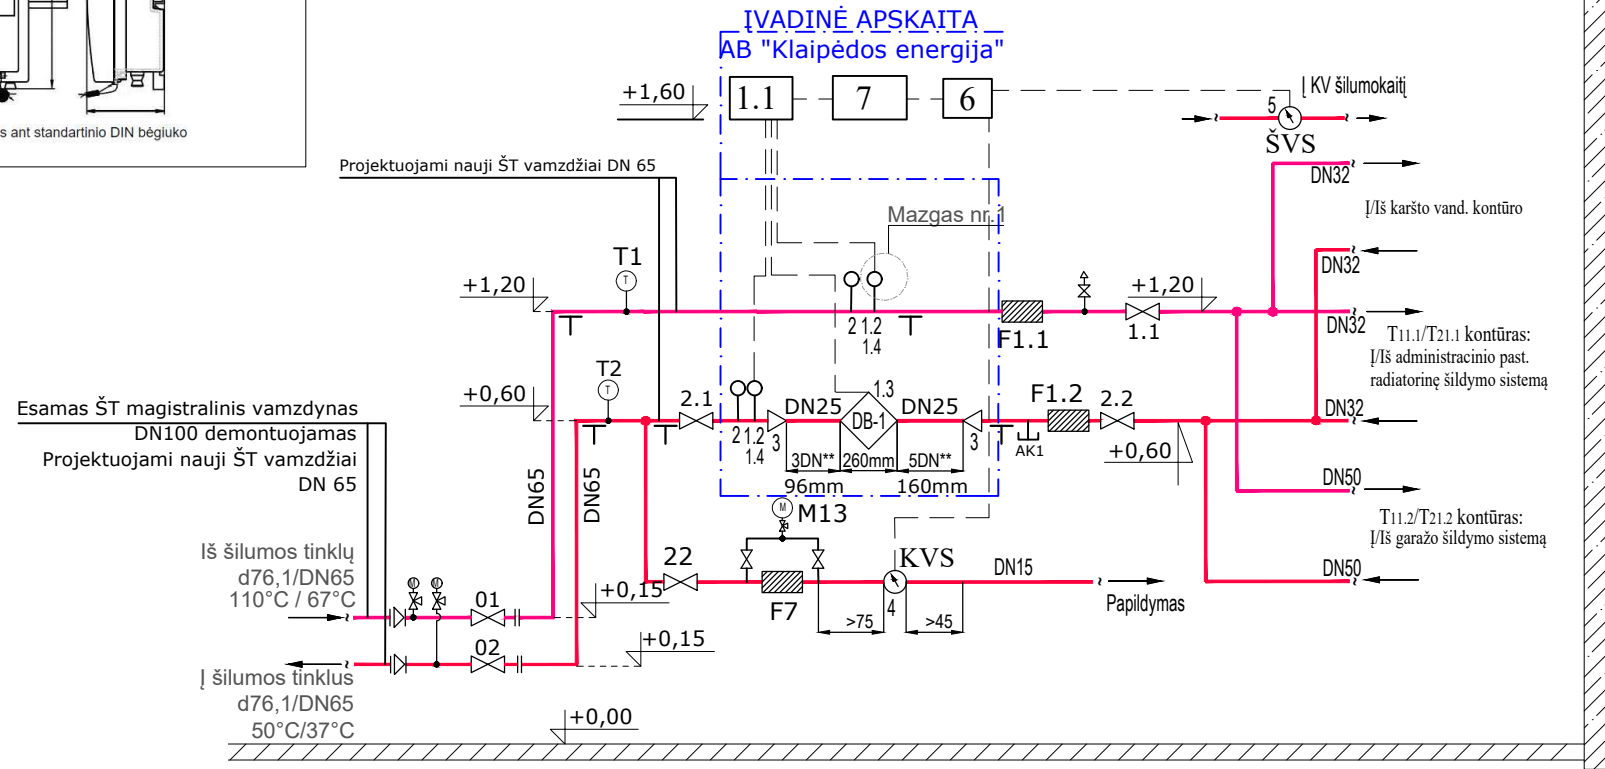 ĮVADINĖ APSKAITA
AB "Klaipėdos energija"
s ant standartinio DIN bėgiuko
+1,60
1.1
7
6
5
Į KV šilumokaitį
ŠVS
Projektuojami nauji ŠT vamzdžiai DN 65
DN32
Mazgas nr.1
Į/Iš karšto vand. kontūro
T1
T
DN32
+1,20
+1,20
2 1.2
1.4
F1.1
1.1
DN32
T11.1/T21.1 kontūras:
Į/Iš administracinio past.
radiatorinę šildymo sistemą
T2
T
+0,60
2.1
1.3
DN25
DB-1
DN25
F1.2
2.2
DN32
Esamas ŠT magistralinis vamzdynas
DN100 demontuojamas
Projektuojami nauji ŠT vamzdžiai
DN 65
2 1.2
1.4
3
3
AK1
+0,60
3DN**
260mm
5DN**
96mm
160mm
DN65
DN65
DN50
M
M13
T11.2/T21.2 kontūras:
Į/Iš garažo šildymo sistemą
Iš šilumos tinklų
d76,1/DN65
110°C / 67°C
22
KVS
DN15
DN50
M
M
01
+0,15
F7
4
Papildymas
>75
>45
02
+0,15
Į šilumos tinklus
d76,1/DN65
50°C/37°C
+0,00